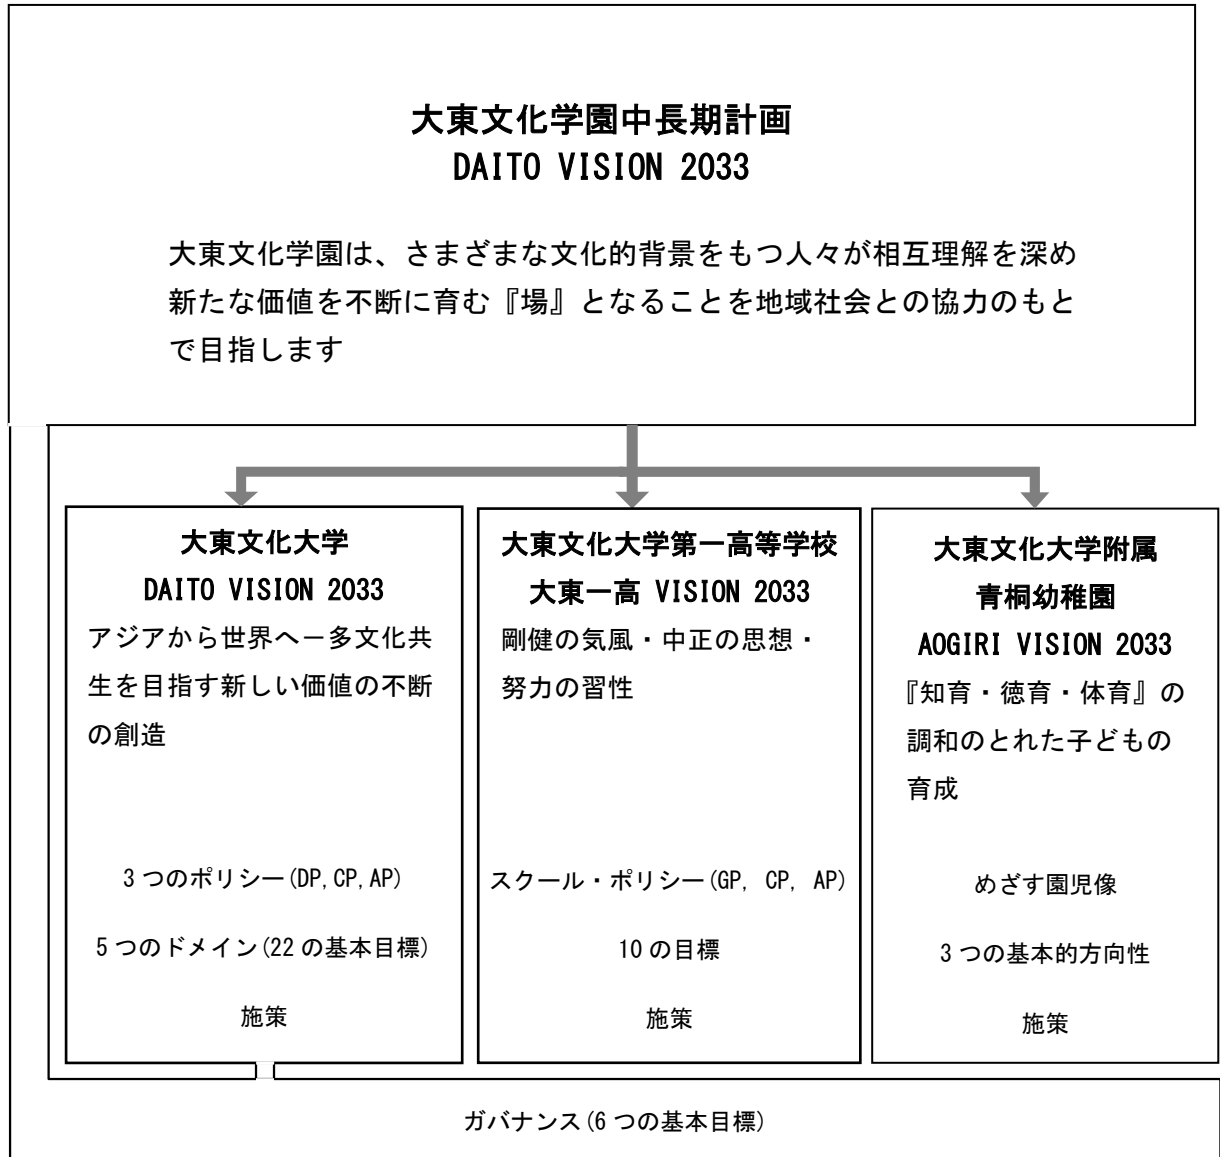 大東文化学園中長期計画
DAITO VISION 2033
大東文化学園は、さまざまな文化的背景をもつ人々が相互理解を深め
新たな価値を不断に育む『場』となることを地域社会との協力のもと
で目指します
大東文化大学
DAITO VISION 2033
アジアから世界へ－多文化共
生を目指す新しい価値の不断
の創造
3 つのポリシー(DP,CP,AP)
5 つのドメイン(22 の基本目標)
施策
大東文化大学第一高等学校
大東一高 VISION 2033
剛健の気風・中正の思想・
努力の習性
スクール・ポリシー(GP, CP, AP)
10 の目標
施策
大東文化大学附属
青桐幼稚園
AOGIRI VISION 2033
『知育・徳育・体育』の
調和のとれた子どもの
育成
めざす園児像
3 つの基本的方向性
施策
ガバナンス(6 つの基本目標)